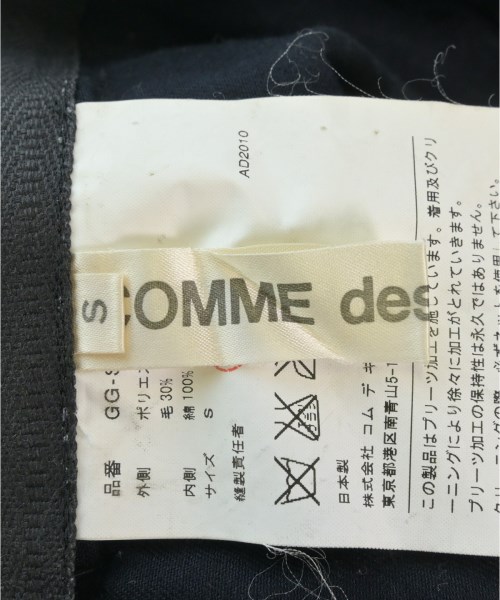 COMME des
S
AD2010
品番 GG-S
外側
毛 30%
内側 綿 100%
サイズ S
縫製責任者
日本製
株式会社 コム デ
東京都港区南青山5-1
この製品はプリーツ加工を施しています。着用及びクリ
ーニングにより徐々に加工がとれていきます。
プリーツ加工の保持性は永久ではありません。